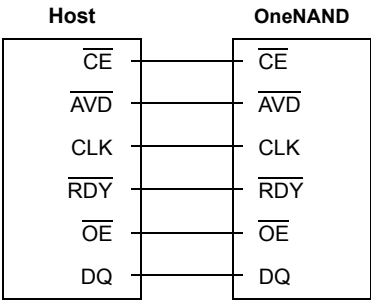 Host OneNAND
CE CE
AVD AVD
CLK CLK
RDY RDY
OE OE
DQ DQ